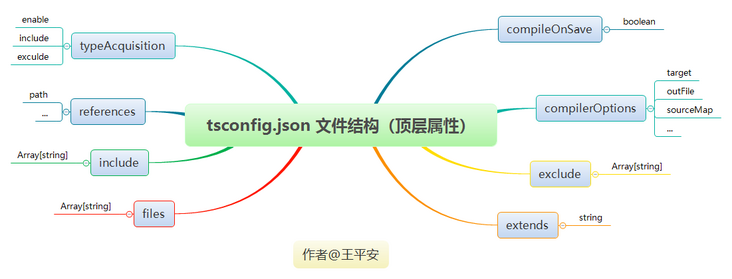 enable
include
exculde
typeAcquisition
path
...
references
Array[string]
include
Array[string]
files
tsconfig.json 文件结构（顶层属性）
compileOnSave
boolean
compilerOptions
target
outFile
sourceMap
...
exclude
Array[string]
extends
string
作者@王平安